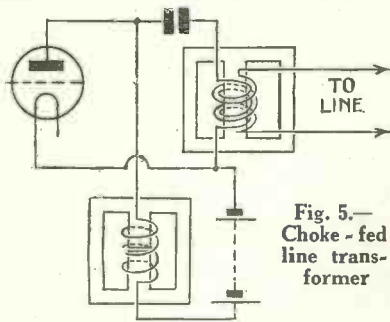 TO
LINE.
Fig. 5.—
Choke - fed
line trans-
former